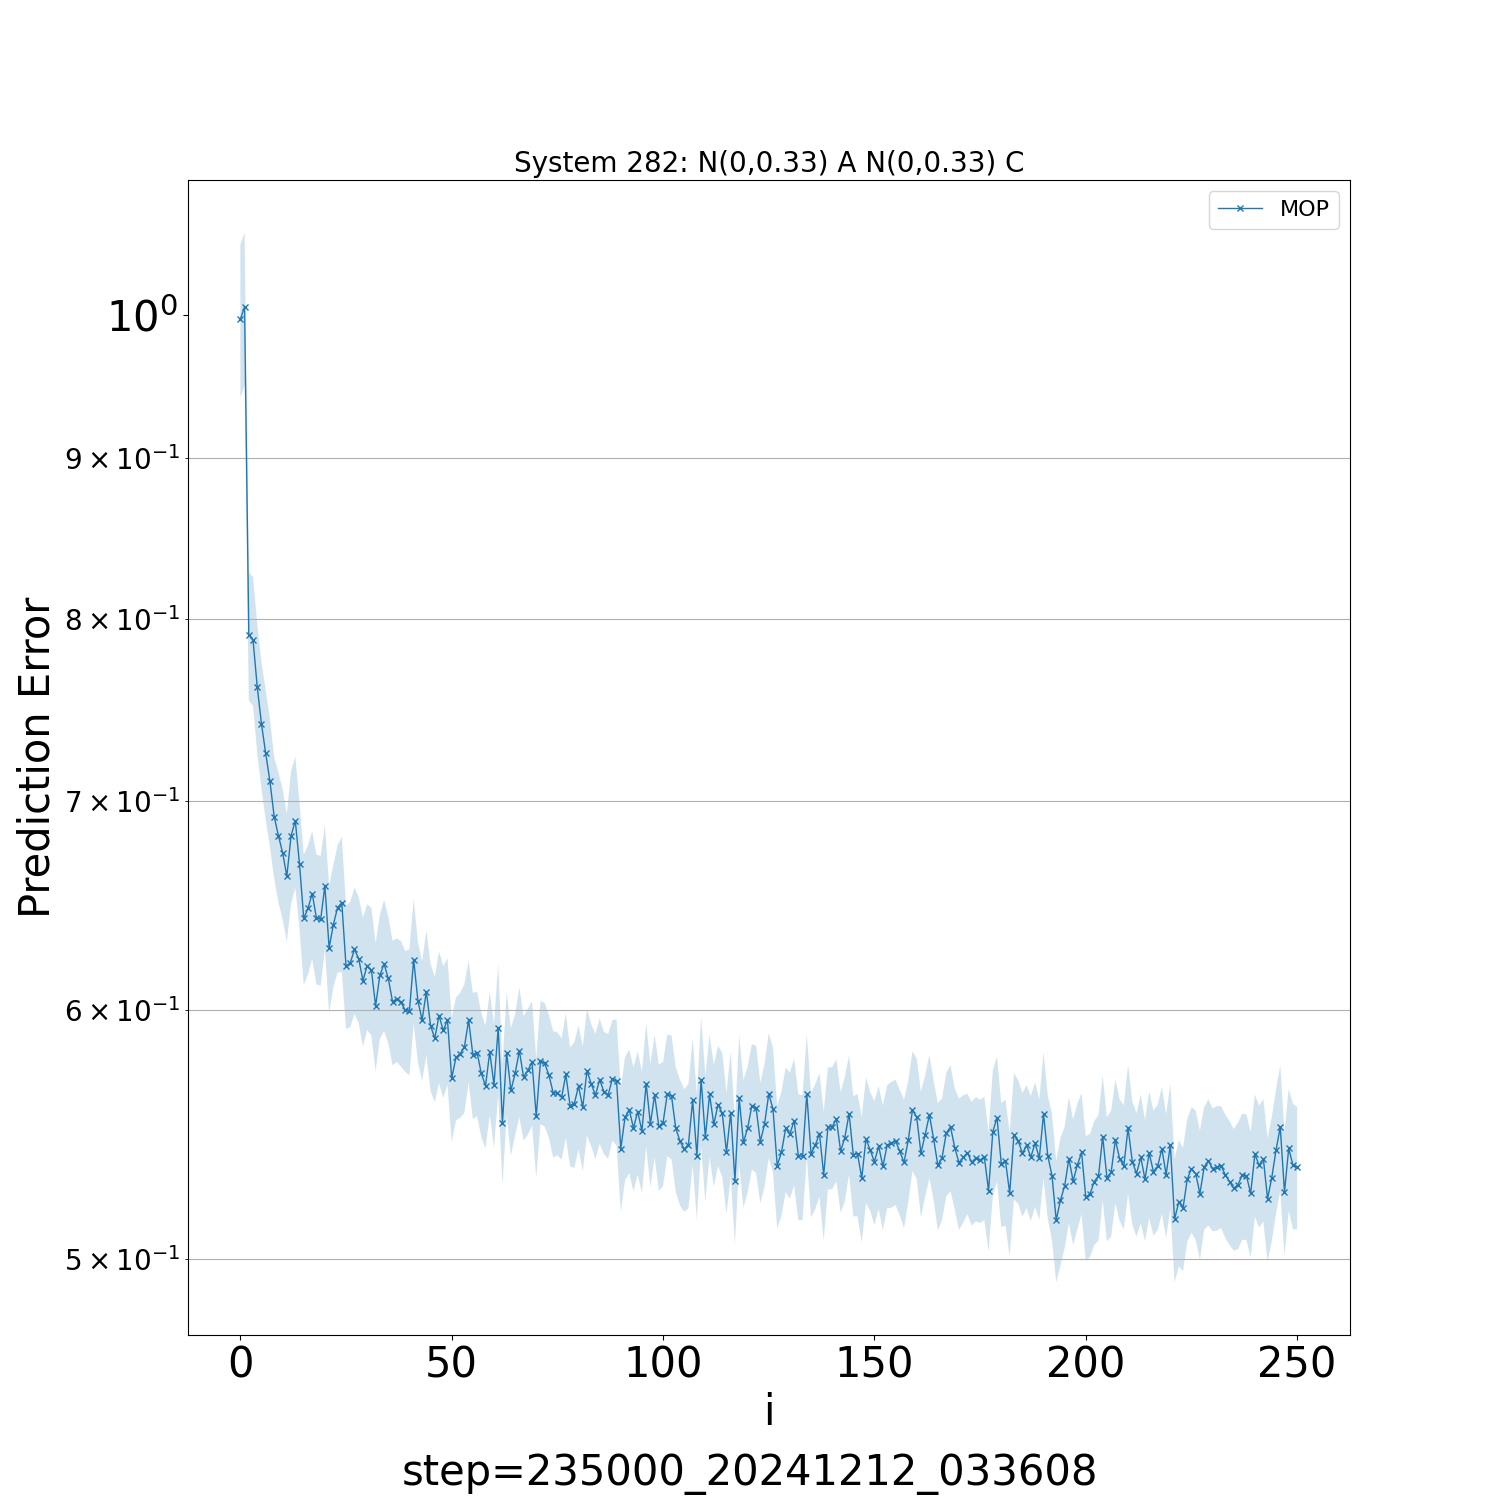 System 282: N(0,0.33) A N(0,0.33) C
MOP
10⁰
9 × 10⁻¹
8 × 10⁻¹
7 × 10⁻¹
6 × 10⁻¹
5 × 10⁻¹
Prediction Error
0 50 100 150 200 250
i
step=235000_20241212_033608